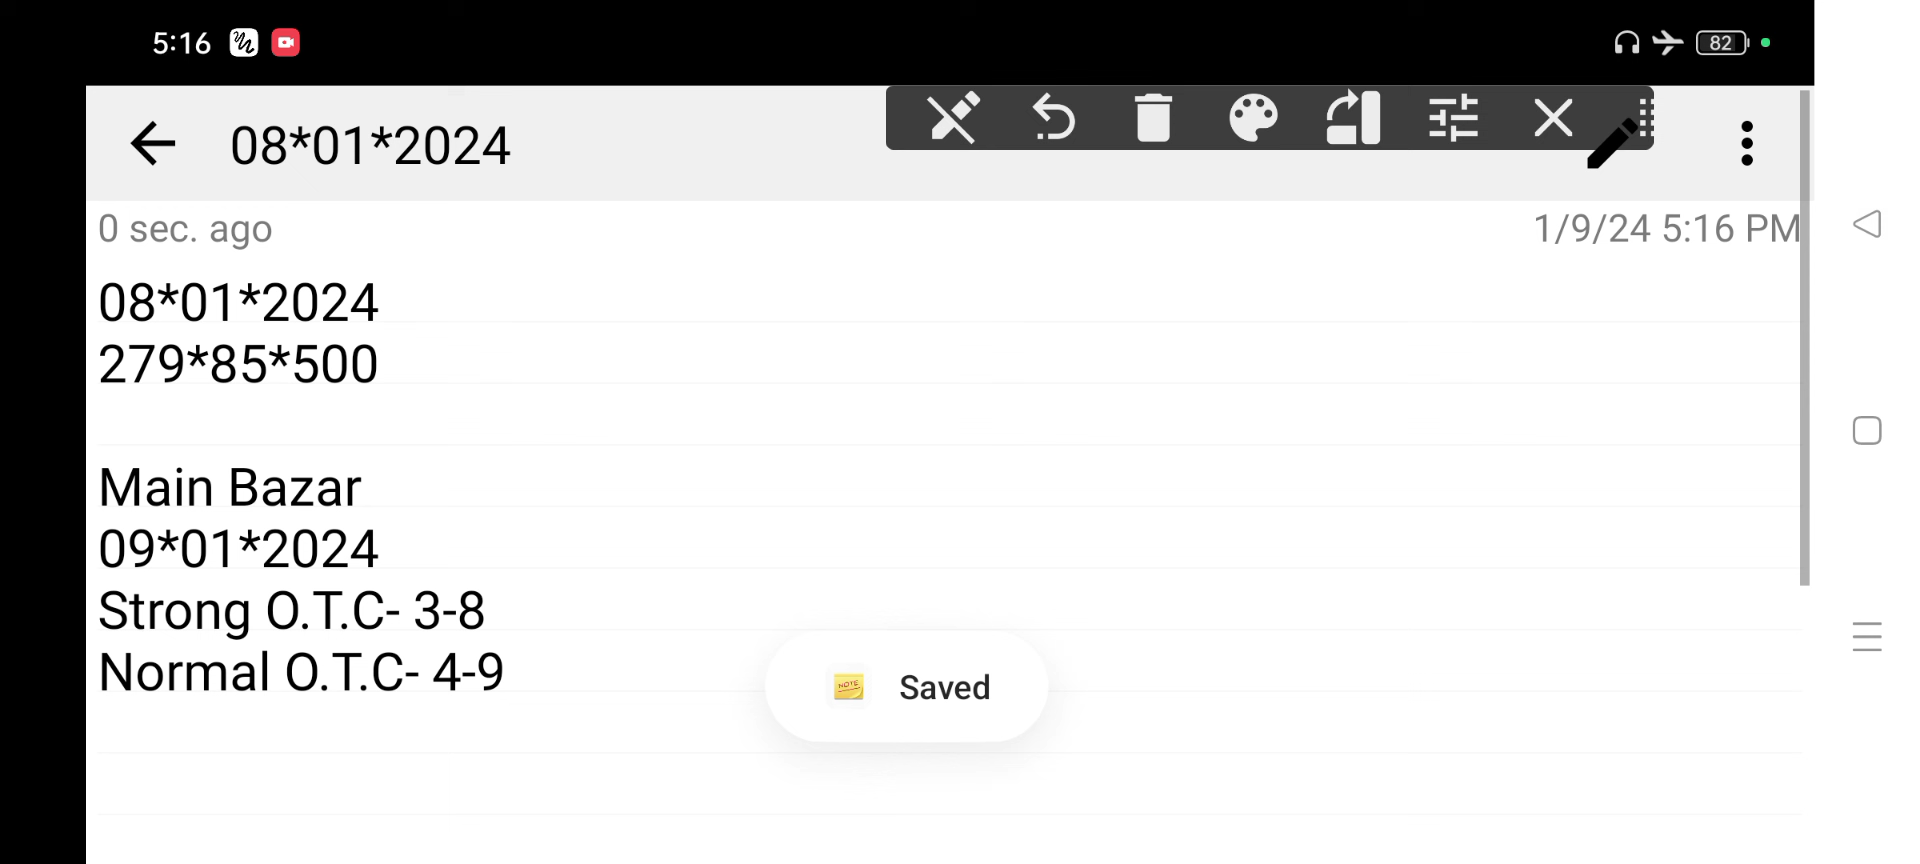 5:16
82
08*01*2024
0 sec. ago
1/9/24 5:16 PM
08*01*2024
279*85*500
Main Bazar
09*01*2024
Strong O.T.C- 3-8
Normal O.T.C- 4-9
NOTE
Saved